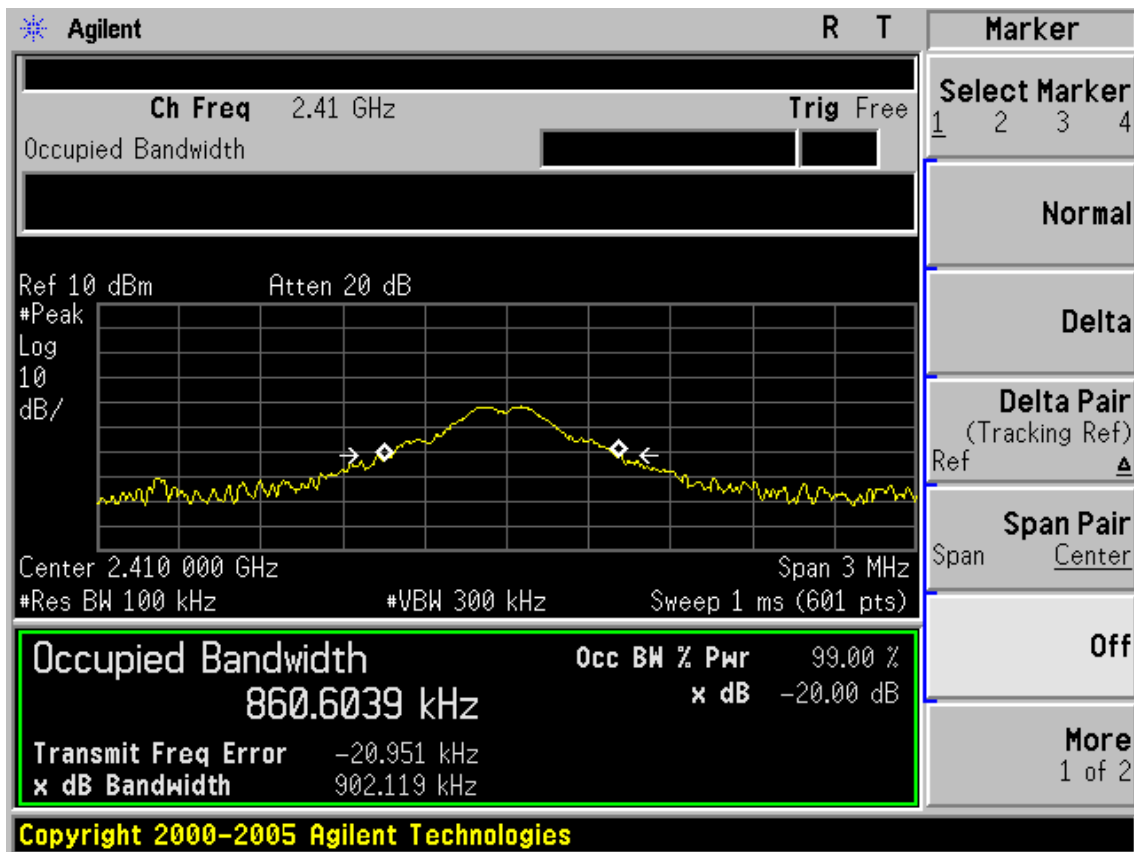 Agilent R T
Marker
Ch Freq 2.41 GHz Trig Free
Occupied Bandwidth
Select Marker
1 2 3 4
Normal
Delta
Delta Pair
(Tracking Ref)
Ref Δ
Span Pair
Span Center
Off
More
1 of 2
Ref 10 dBm Atten 20 dB
#Peak
Log
10
dB/
Center 2.410 000 GHz Span 3 MHz
#Res BW 100 kHz #VBW 300 kHz Sweep 1 ms (601 pts)
Occupied Bandwidth
860.6039 kHz
Occ BW % Pwr 99.00 %
x dB -20.00 dB
Transmit Freq Error -20.951 kHz
x dB Bandwidth 902.119 kHz
Copyright 2000-2005 Agilent Technologies